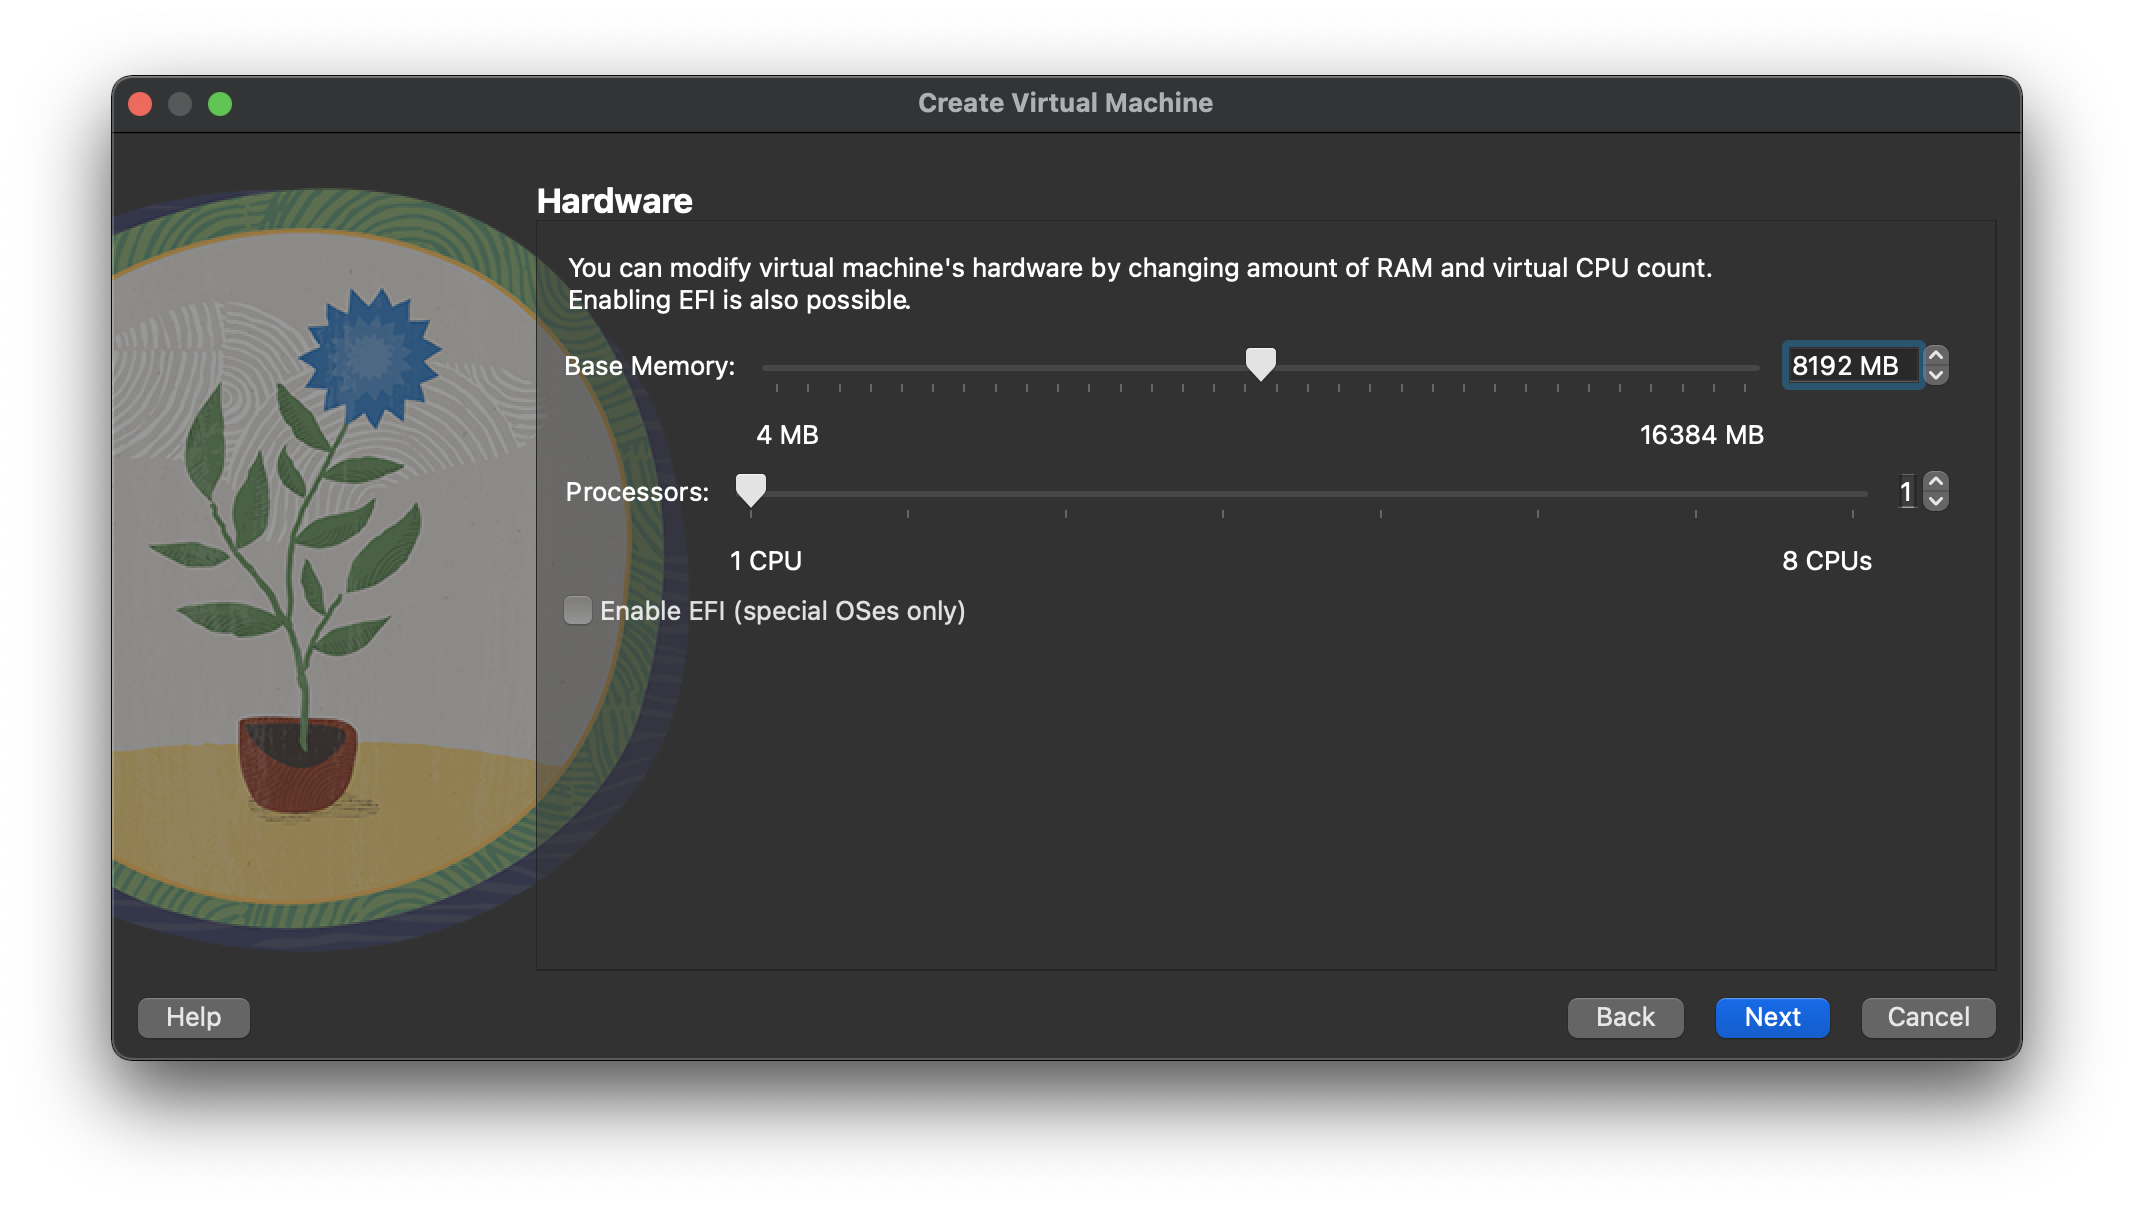 Create Virtual Machine
Hardware
You can modify virtual machine's hardware by changing amount of RAM and virtual CPU count.
Enabling EFI is also possible.
Base Memory: 8192 MB
4 MB 16384 MB
Processors: 1
1 CPU 8 CPUs
Enable EFI (special OSes only)
Help Back Next Cancel